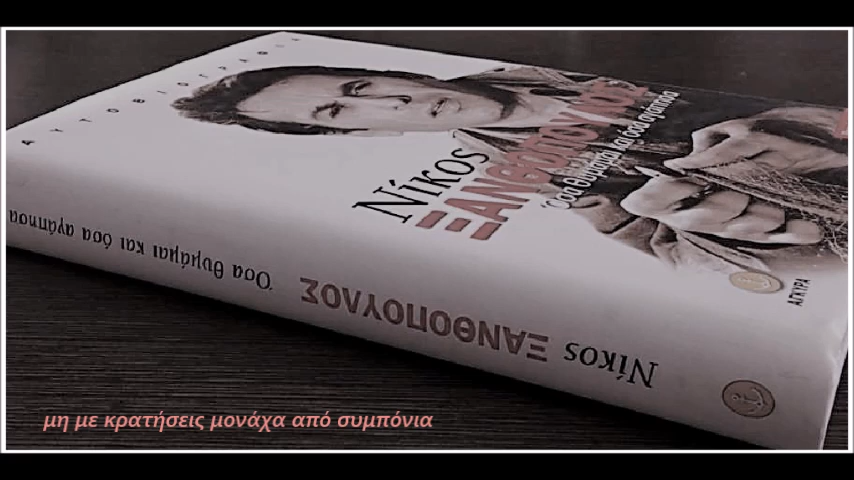 ΑΥΤΟΒΙΟΓΡΑΦΙΑ
Νίκος
ΞΑΝΘΟΠΟΥΛΟΣ
Όσα θυμάμαι και όσα αγάπησα
ΑΓΚΥΡΑ
Νίκος ΞΑΝΘΟΠΟΥΛΟΣ Όσα θυμάμαι και όσα αγάπησα
μη με κρατήσεις μονάχα από συμπόνια